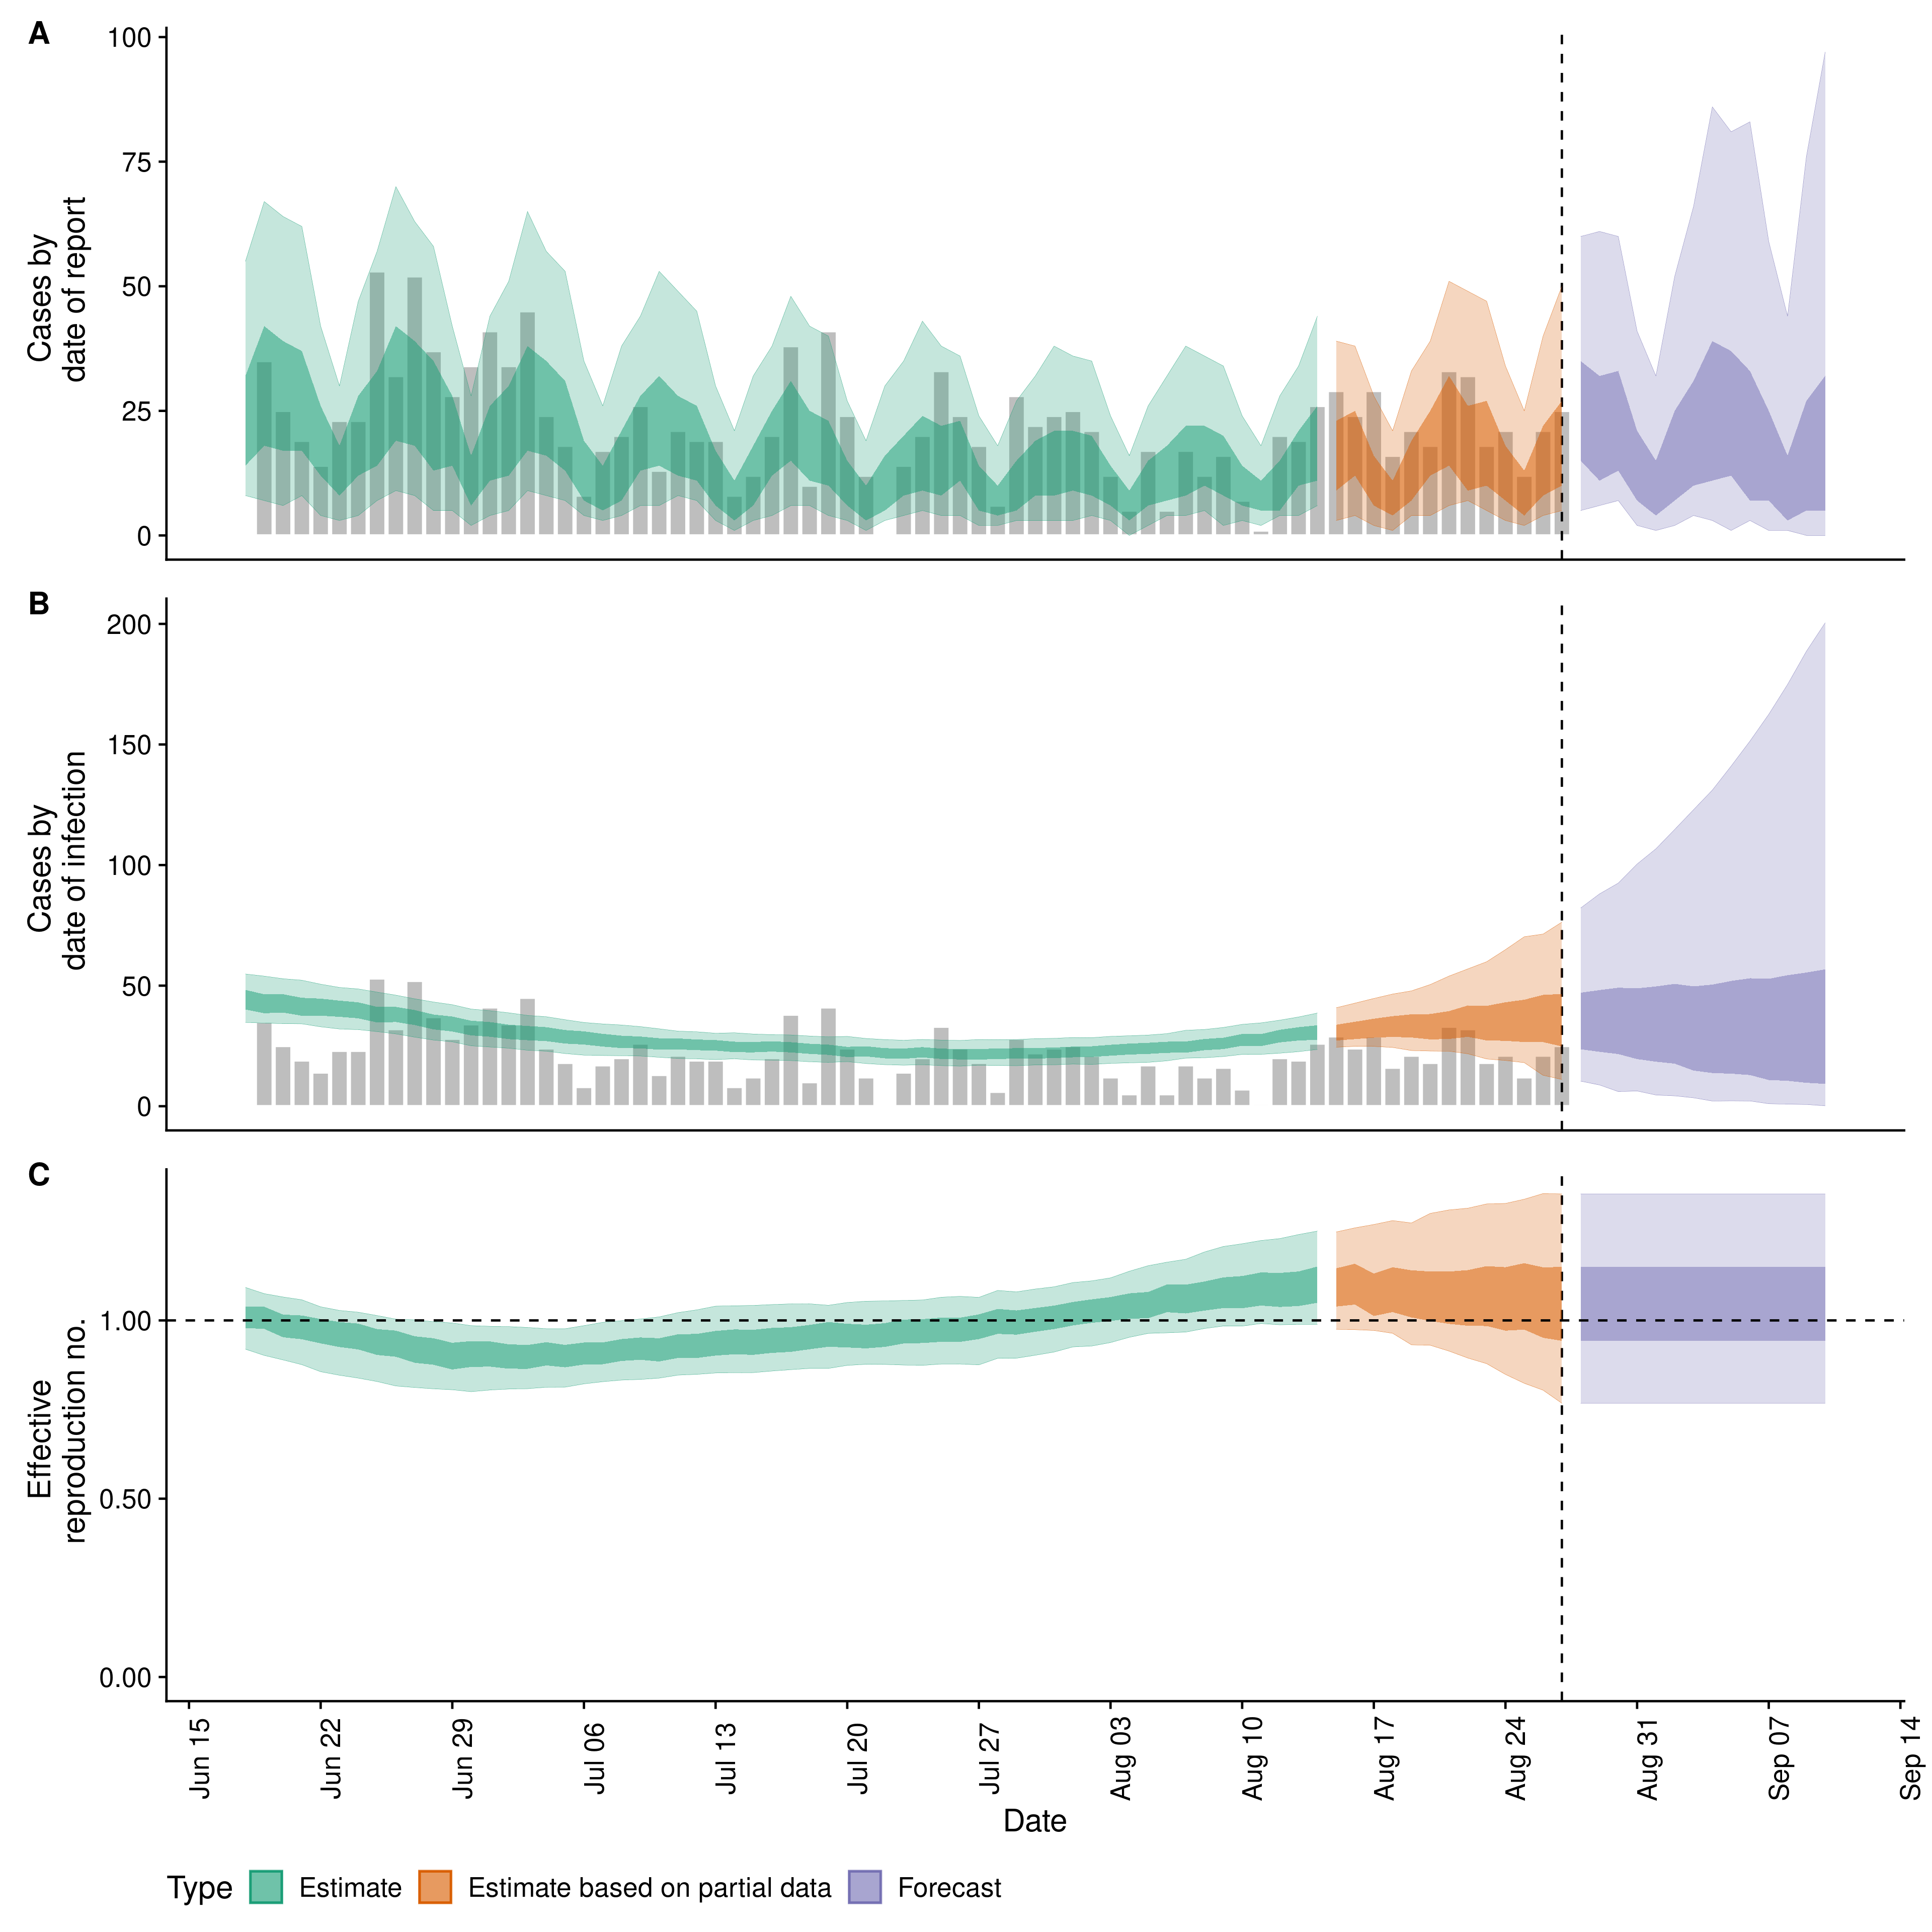 A
100
75
50
25
0
Cases by
date of report
B
200
150
100
50
0
Cases by
date of infection
C
1.00
0.50
0.00
Effective
reproduction no.
Jun 15
Jun 22
Jun 29
Jul 06
Jul 13
Jul 20
Jul 27
Aug 03
Aug 10
Aug 17
Aug 24
Aug 31
Sep 07
Sep 14
Date
Type Estimate Estimate based on partial data Forecast